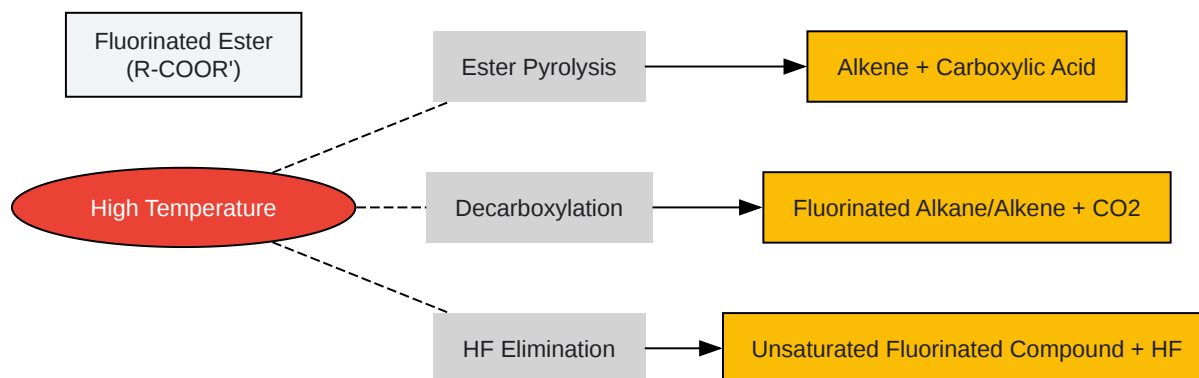 Fluorinated Ester
(R-COOR')
Ester Pyrolysis
Alkene + Carboxylic Acid
High Temperature
Decarboxylation
Fluorinated Alkane/Alkene + CO2
HF Elimination
Unsaturated Fluorinated Compound + HF